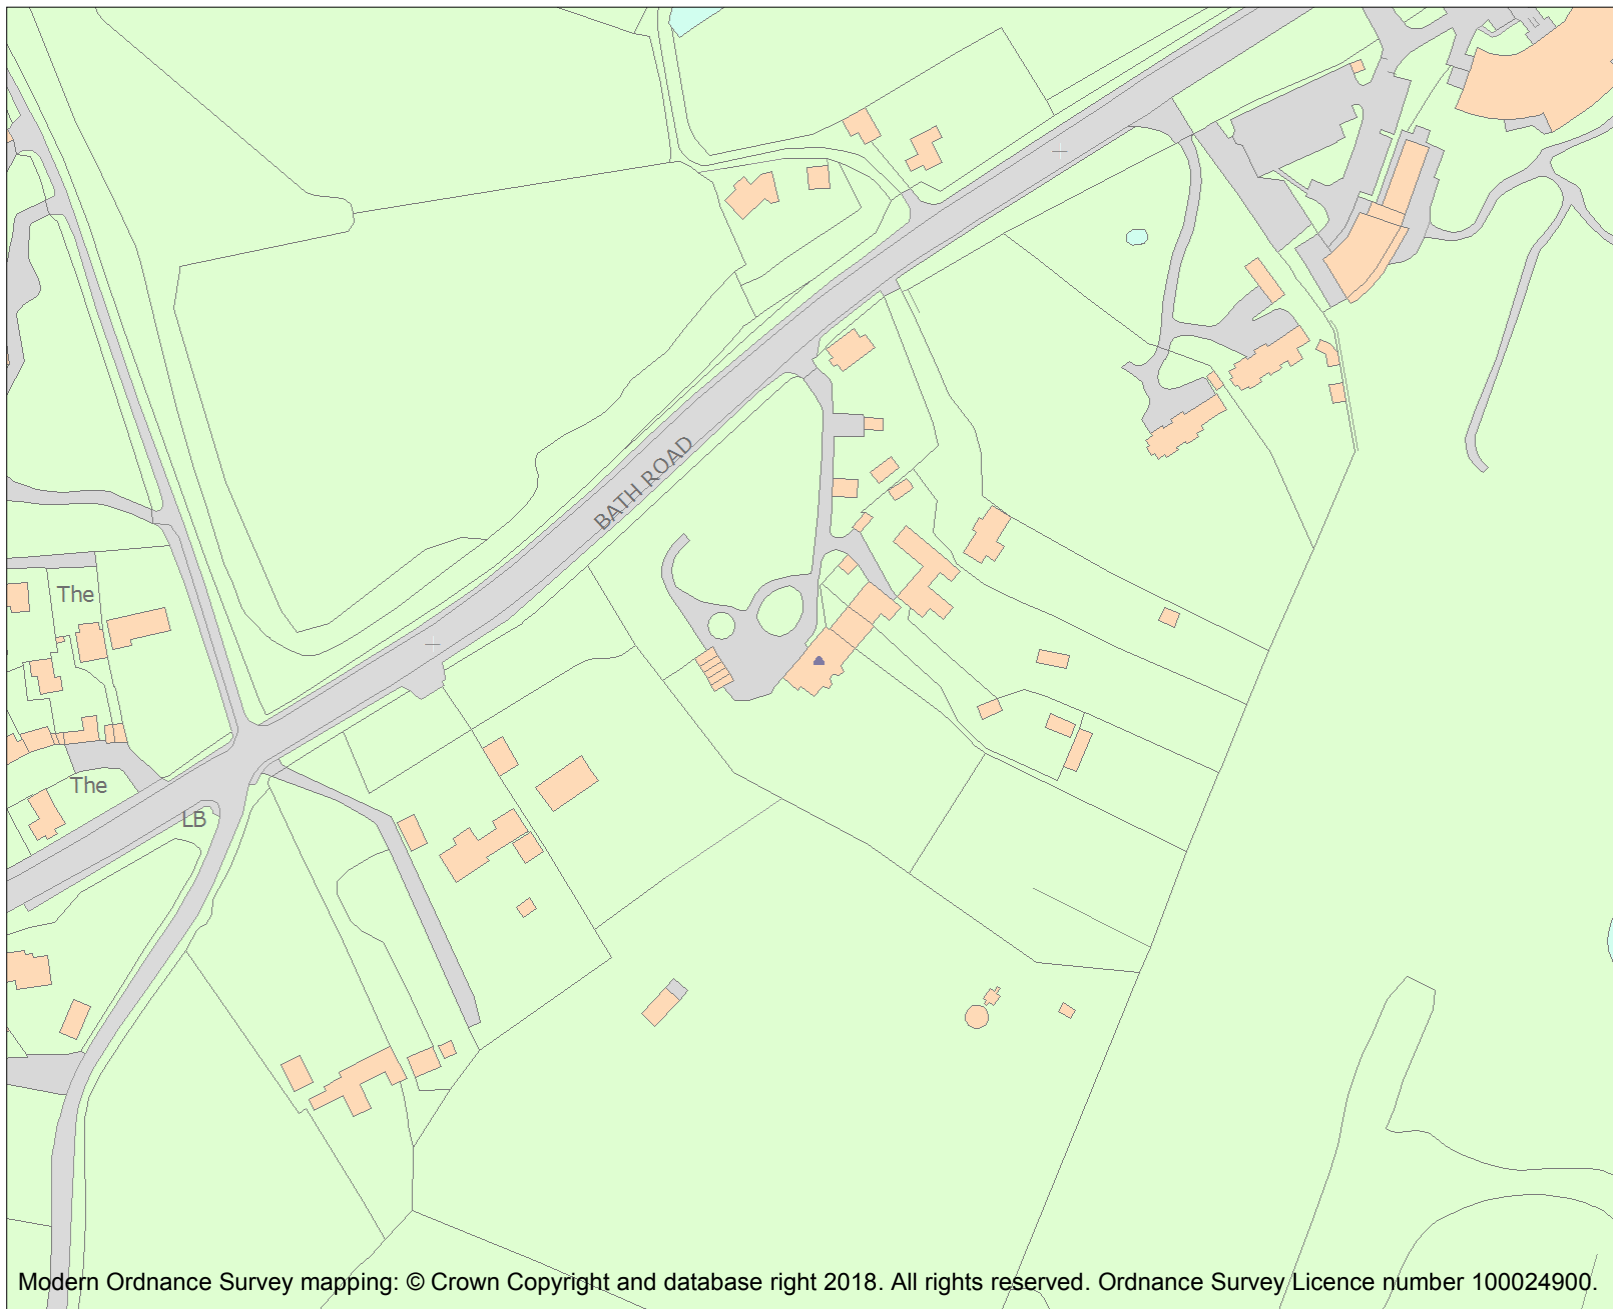 BATH ROAD
The
The
LB
Modern Ordnance Survey mapping: © Crown Copyright and database right 2018. All rights reserved. Ordnance Survey Licence number 100024900.